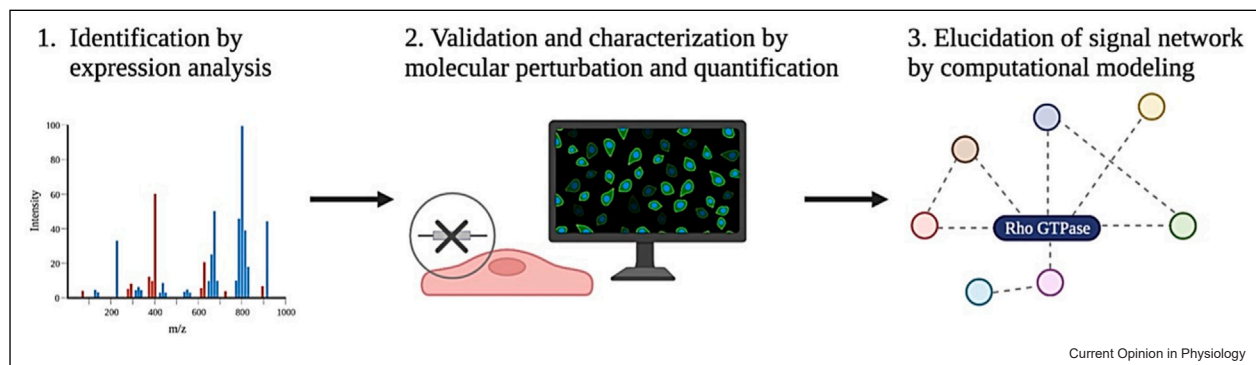 1. Identification by
expression analysis
2. Validation and characterization by
molecular perturbation and quantification
3. Elucidation of signal network
by computational modeling
100
80
60
40
20
0
Intensity
200 400 600 800 1000
m/z
Rho GTPase
Current Opinion in Physiology